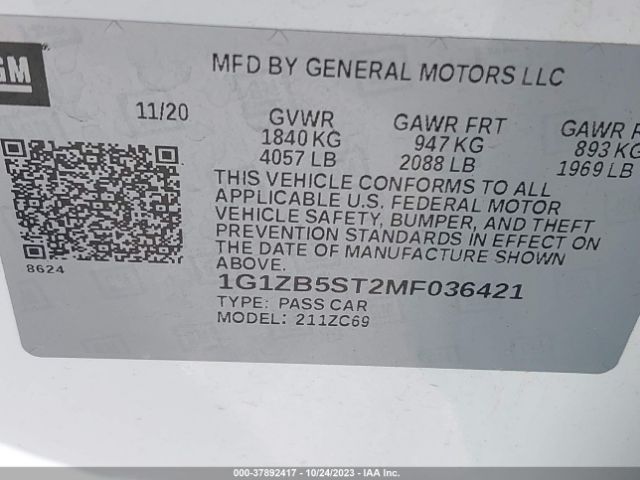 GM
MFD BY GENERAL MOTORS LLC
11/20
GVWR
1840 KG
4057 LB
GAWR FRT
947 KG
2088 LB
GAWR R
893 KG
1969 LB
THIS VEHICLE CONFORMS TO ALL
APPLICABLE U.S. FEDERAL MOTOR
VEHICLE SAFETY, BUMPER, AND THEFT
PREVENTION STANDARDS IN EFFECT ON
THE DATE OF MANUFACTURE SHOWN
ABOVE.
8624
1G1ZB5ST2MF036421
TYPE: PASS CAR
MODEL: 211ZC69
000-37892417 - 10/24/2023 - IAA